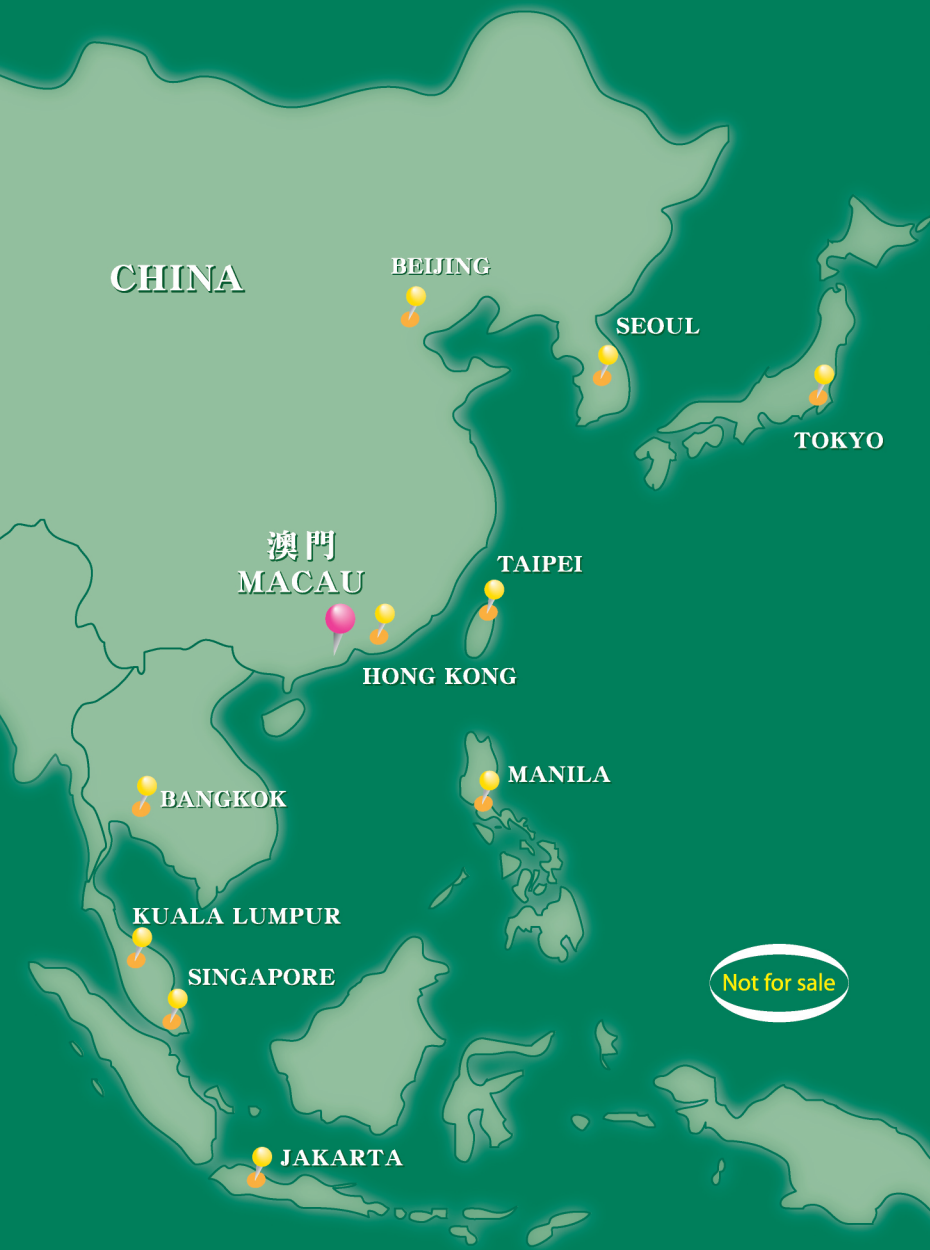 BEIJING
CHINA
SEOUL
TOKYO
澳門
MACAU
TAIPEI
HONG KONG
MANILA
BANGKOK
KUALA LUMPUR
SINGAPORE
Not for sale
JAKARTA